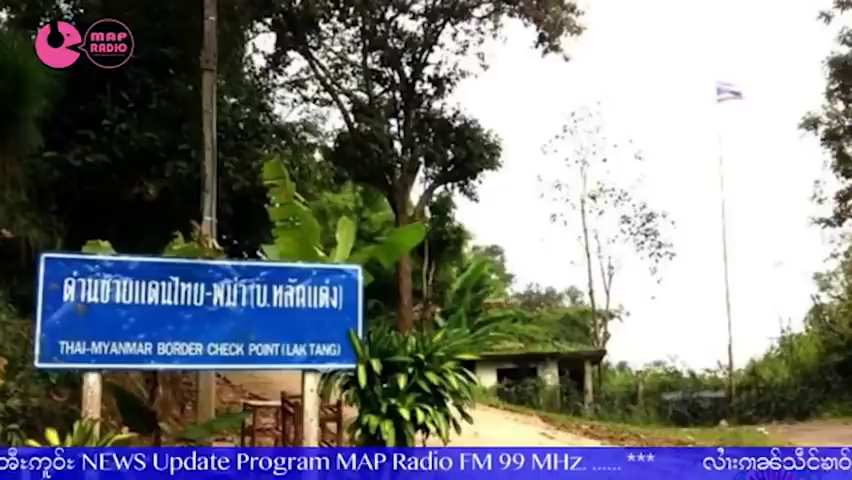 MAP
RADIO
ด่านชายแดนไทย-พม่า(บ.หลักแต่ง)
THAI-MYANMAR BORDER CHECK POINT(LAK TANG)
NEWS Update Program MAP Radio FM 99 MHz. ...... ***